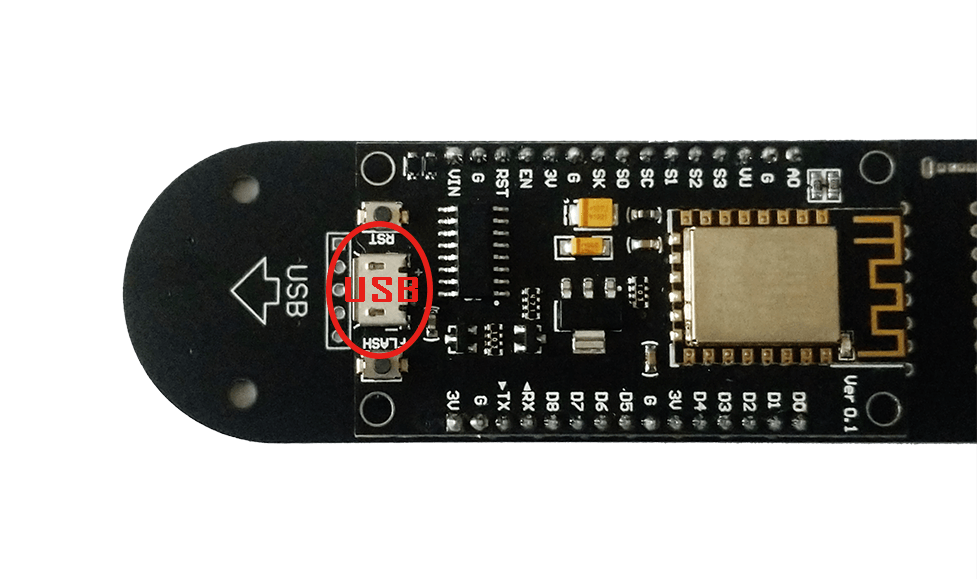 VIN G RST EN 3V G SK SO SC S1 S2 S3 VU G AO
RST
USB
USB
FLASH
3V G ▶TX ◀RX D8 D7 D6 D5 G 3V D4 D3 D2 D1 D0
Ver 0.1